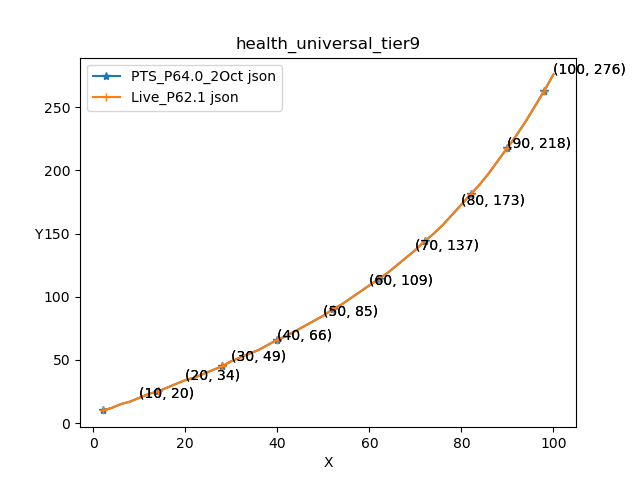 health_universal_tier9
PTS_P64.0_2Oct json
Live_P62.1 json
(100, 276)
(90, 218)
(80, 173)
(70, 137)
(60, 109)
(50, 85)
(40, 66)
(30, 49)
(20, 34)
(10, 20)
250
200
150
100
50
0
Y
0 20 40 60 80 100
X